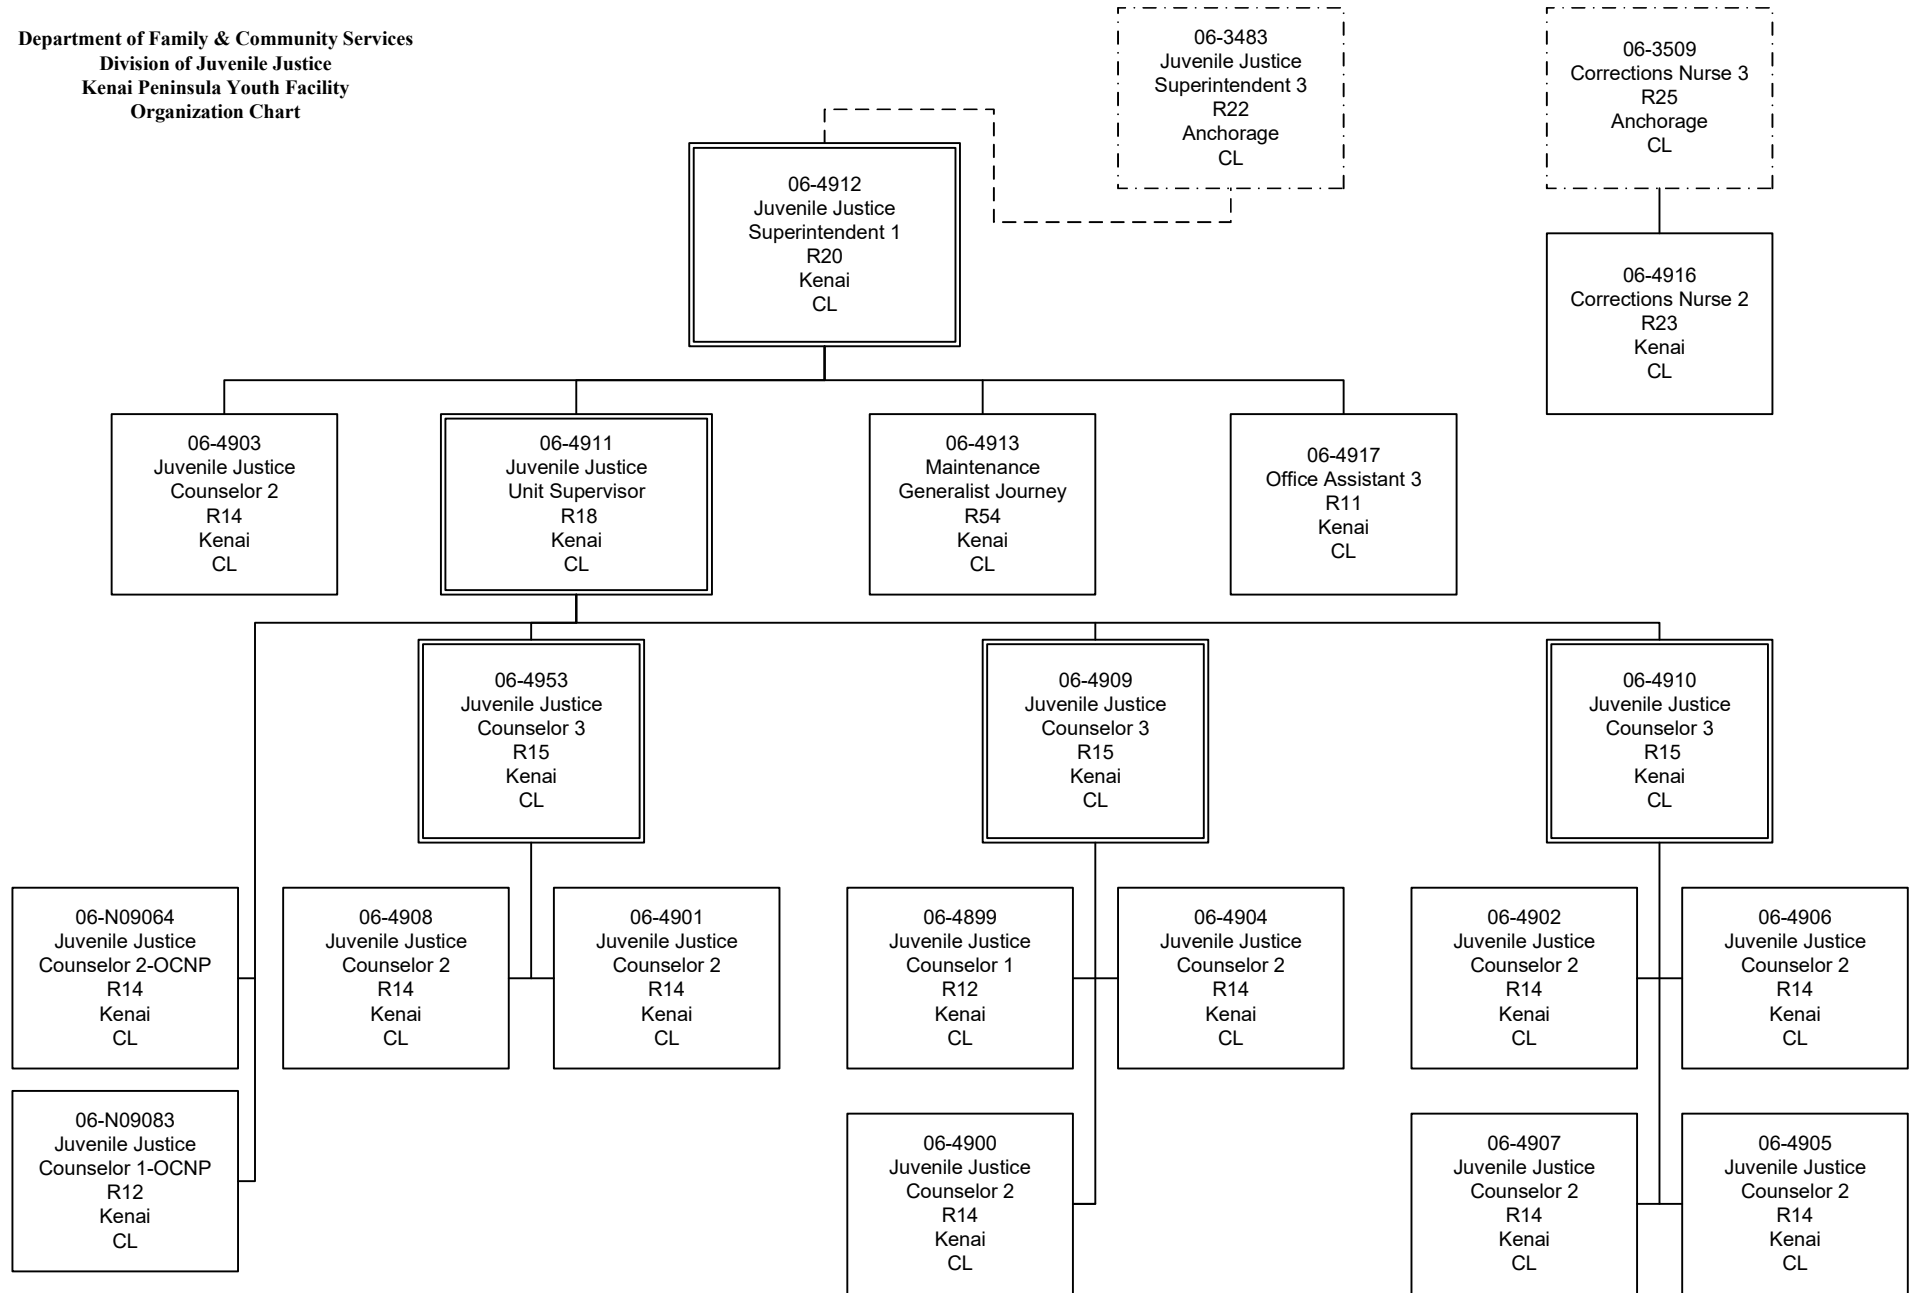 Department of Family & Community Services
Division of Juvenile Justice
Kenai Peninsula Youth Facility
Organization Chart
06-3483
Juvenile Justice
Superintendent 3
R22
Anchorage
CL
06-3509
Corrections Nurse 3
R25
Anchorage
CL
06-4912
Juvenile Justice
Superintendent 1
R20
Kenai
CL
06-4916
Corrections Nurse 2
R23
Kenai
CL
06-4903
Juvenile Justice
Counselor 2
R14
Kenai
CL
06-4911
Juvenile Justice
Unit Supervisor
R18
Kenai
CL
06-4913
Maintenance
Generalist Journey
R54
Kenai
CL
06-4917
Office Assistant 3
R11
Kenai
CL
06-4953
Juvenile Justice
Counselor 3
R15
Kenai
CL
06-4909
Juvenile Justice
Counselor 3
R15
Kenai
CL
06-4910
Juvenile Justice
Counselor 3
R15
Kenai
CL
06-N09064
Juvenile Justice
Counselor 2-OCNP
R14
Kenai
CL
06-4908
Juvenile Justice
Counselor 2
R14
Kenai
CL
06-4901
Juvenile Justice
Counselor 2
R14
Kenai
CL
06-4899
Juvenile Justice
Counselor 1
R12
Kenai
CL
06-4904
Juvenile Justice
Counselor 2
R14
Kenai
CL
06-4902
Juvenile Justice
Counselor 2
R14
Kenai
CL
06-4906
Juvenile Justice
Counselor 2
R14
Kenai
CL
06-N09083
Juvenile Justice
Counselor 1-OCNP
R12
Kenai
CL
06-4900
Juvenile Justice
Counselor 2
R14
Kenai
CL
06-4907
Juvenile Justice
Counselor 2
R14
Kenai
CL
06-4905
Juvenile Justice
Counselor 2
R14
Kenai
CL